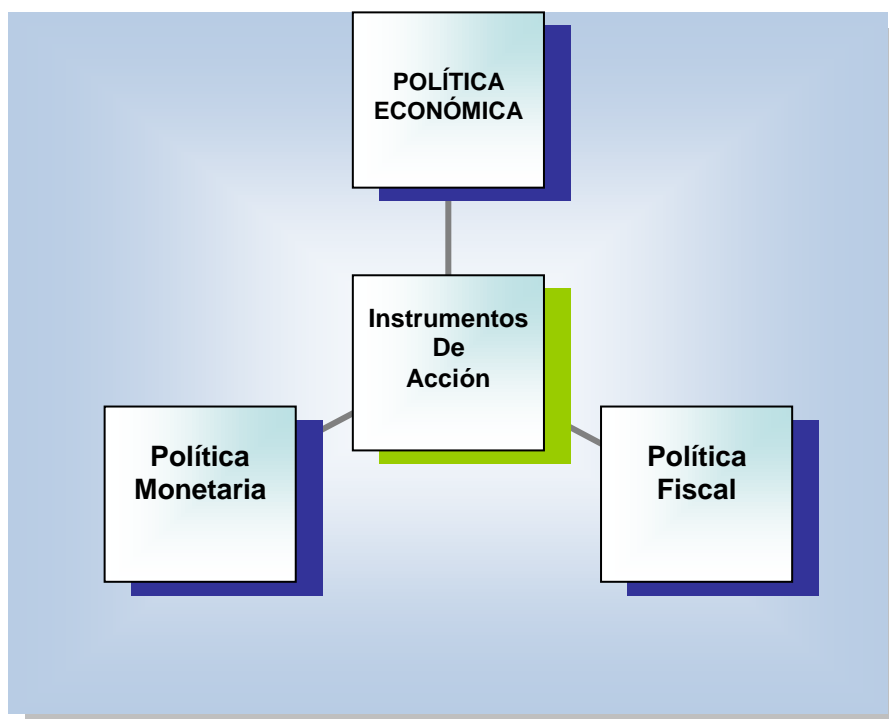 POLÍTICA
ECONÓMICA
Instrumentos
De
Acción
Política
Monetaria
Política
Fiscal